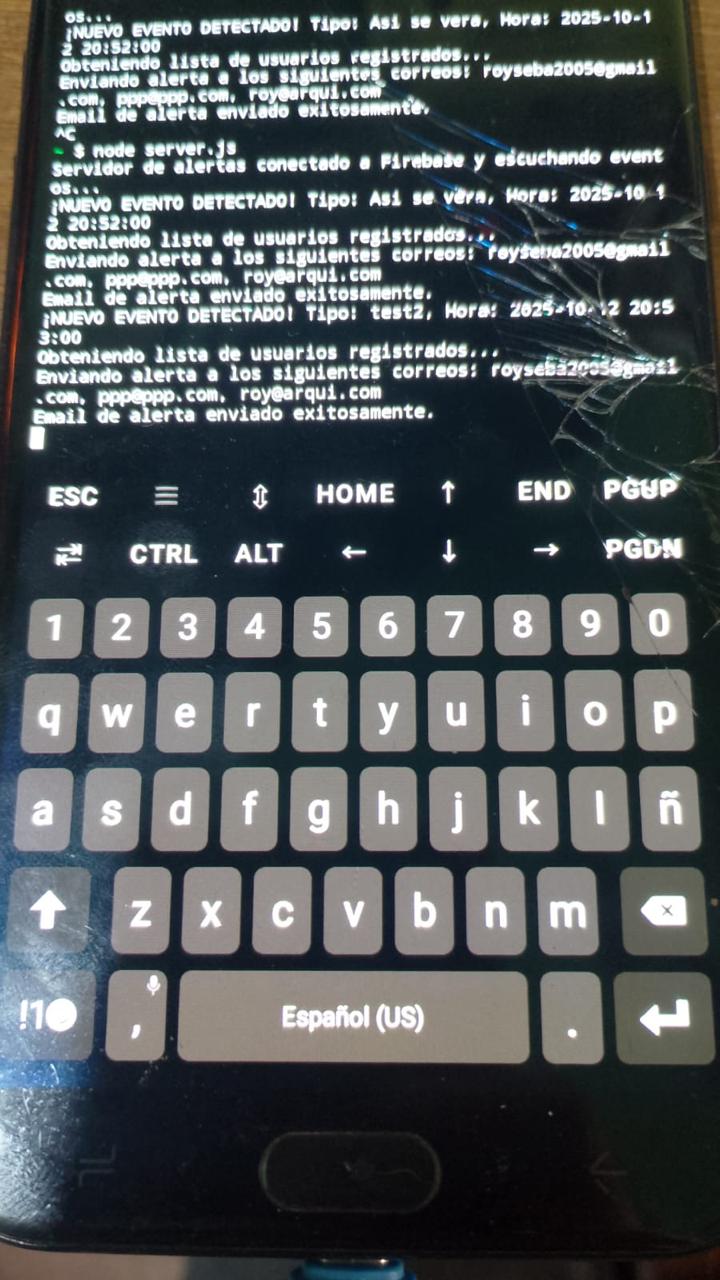 os...
¡NUEVO EVENTO DETECTADO! Tipo: Asi se vera, Hora: 2025-10-1
2 20:52:00
Obteniendo lista de usuarios registrados...
Enviando alerta a los siguientes correos: royseba2005@gmail
.com, ppp@ppp.com, roy@arqui.com
Email de alerta enviado exitosamente.
^C
~ $ node server.js
Servidor de alertas conectado a Firebase y escuchando event
os...
¡NUEVO EVENTO DETECTADO! Tipo: Asi se vera, Hora: 2025-10-1
2 20:52:00
Obteniendo lista de usuarios registrados...
Enviando alerta a los siguientes correos: royseba2005@gmail
.com, ppp@ppp.com, roy@arqui.com
Email de alerta enviado exitosamente.
¡NUEVO EVENTO DETECTADO! Tipo: test2, Hora: 2025-10-12 20:5
3:00
Obteniendo lista de usuarios registrados...
Enviando alerta a los siguientes correos: royseba2005@gmail
.com, ppp@ppp.com, roy@arqui.com
Email de alerta enviado exitosamente.
ESC ☰ ⇳ HOME ↑ END PGUP
↹ CTRL ALT ← ↓ → PGDN
1 2 3 4 5 6 7 8 9 0
q w e r t y u i o p
a s d f g h j k l ñ
z x c v b n m
!1☻ , Español (US) .